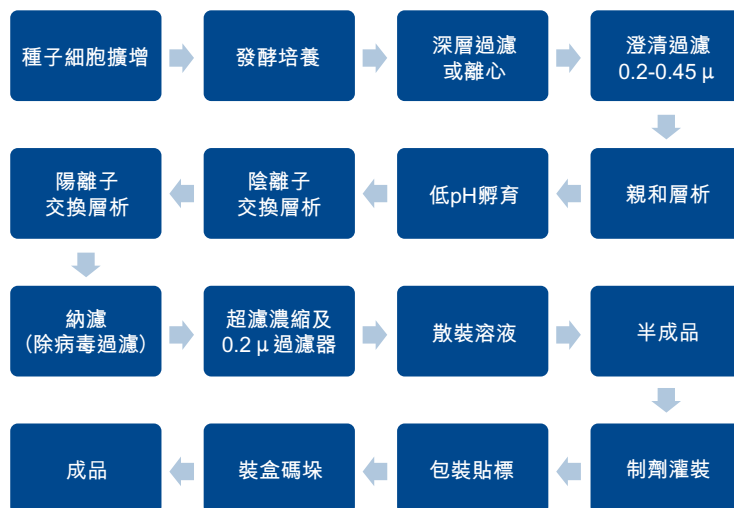 種子細胞擴增
發酵培養
深層過濾
或離心
澄清過濾
0.2-0.45 μ
親和層析
低pH孵育
陰離子
交換層析
陽離子
交換層析
納濾
(除病毒過濾)
超濾濃縮及
0.2 μ 過濾器
散裝溶液
半成品
制劑灌裝
包裝貼標
裝盒碼垛
成品